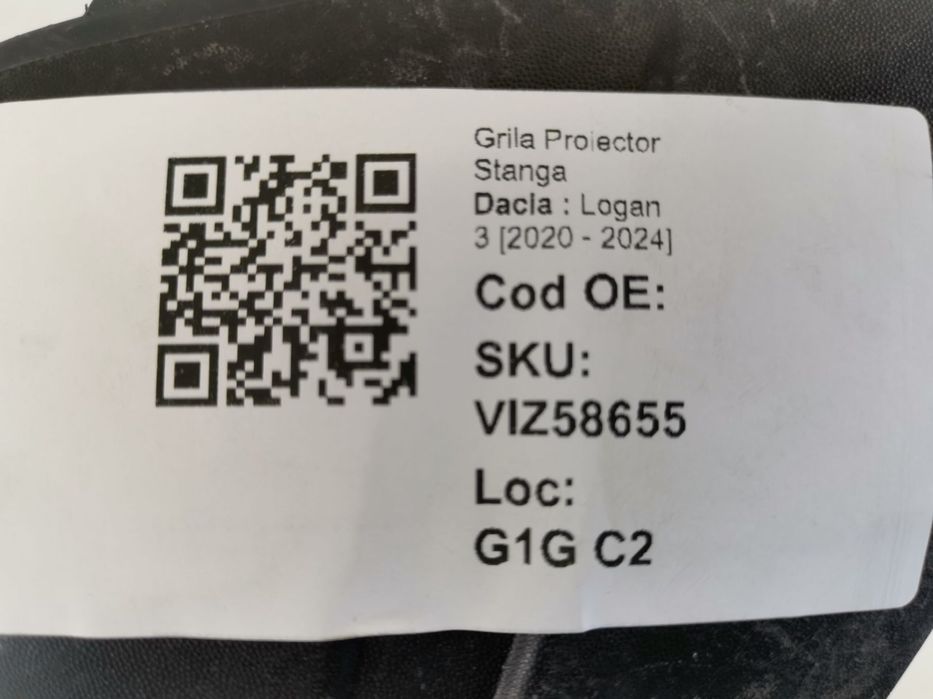 Grila Proiector
Stanga
Dacia : Logan
3 [2020 - 2024]
Cod OE:
SKU:
VIZ58655
Loc:
G1G C2